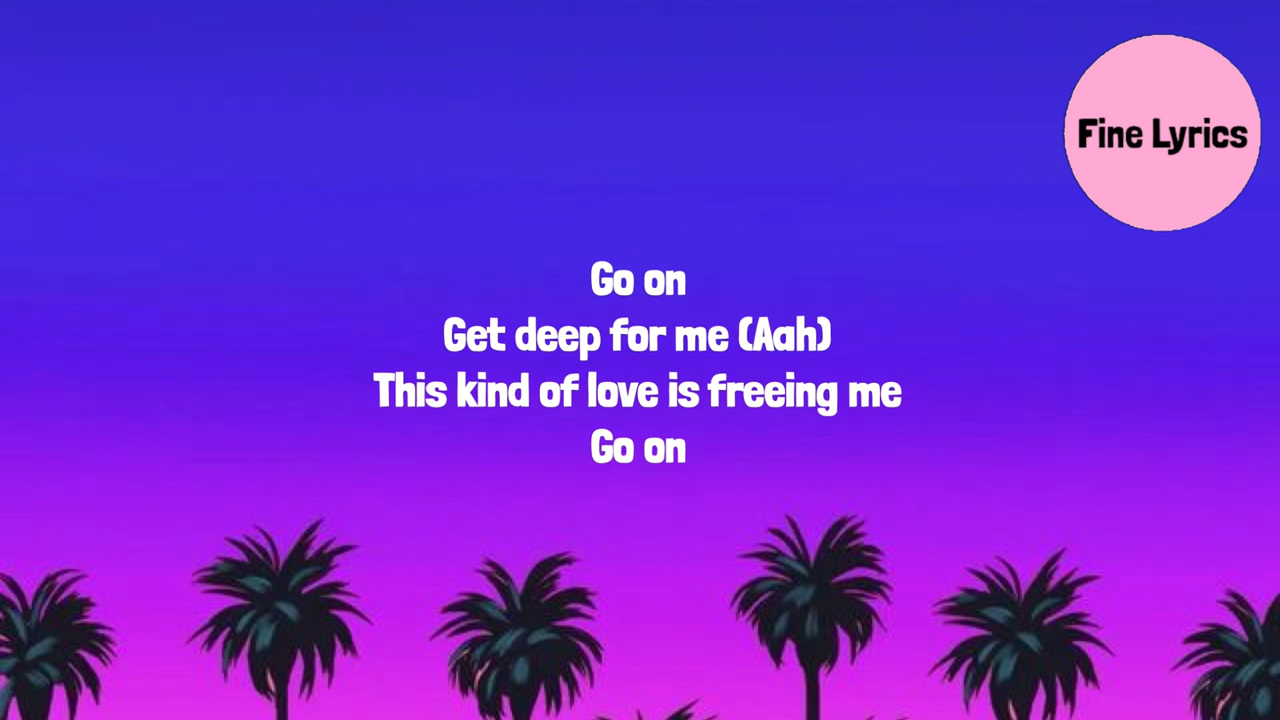 Fine Lyrics
Go on
Get deep for me (Aah)
This kind of love is freeing me
Go on